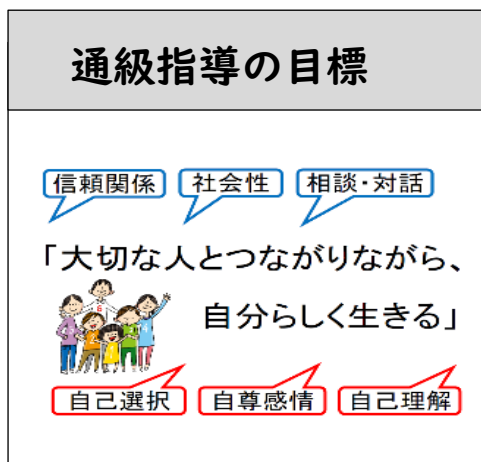 通級指導の目標
信頼関係 社会性 相談・対話
「大切な人とつながりながら、
自分らしく生きる」
自己選択 自尊感情 自己理解